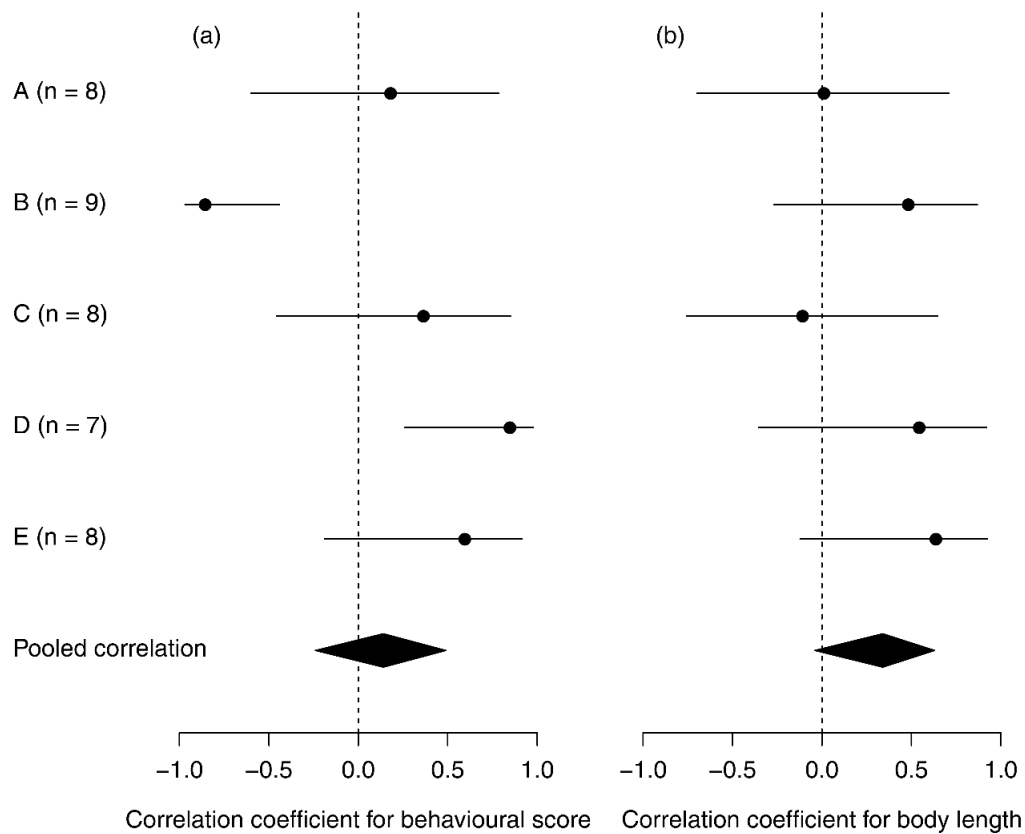 (a) (b)
A (n = 8)
B (n = 9)
C (n = 8)
D (n = 7)
E (n = 8)
Pooled correlation
−1.0 −0.5 0.0 0.5 1.0 −1.0 −0.5 0.0 0.5 1.0
Correlation coefficient for behavioural score Correlation coefficient for body length